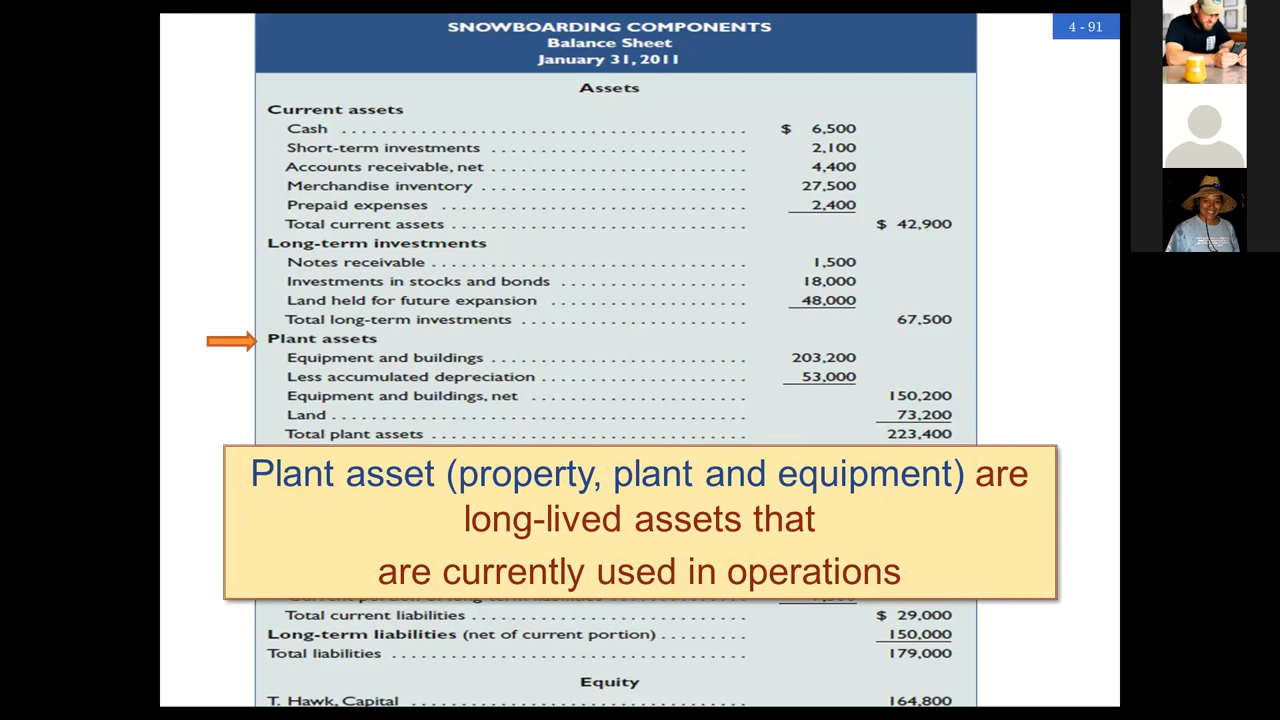 SNOWBOARDING COMPONENTS
Balance Sheet
January 31, 2011
4 - 91
Assets
Current assets
Cash $ 6,500
Short-term investments 2,100
Accounts receivable, net 4,400
Merchandise inventory 27,500
Prepaid expenses 2,400
Total current assets $ 42,900
Long-term investments
Notes receivable 1,500
Investments in stocks and bonds 18,000
Land held for future expansion 48,000
Total long-term investments 67,500
Plant assets
Equipment and buildings 203,200
Less accumulated depreciation 53,000
Equipment and buildings, net 150,200
Land 73,200
Total plant assets 223,400
Plant asset (property, plant and equipment) are
long-lived assets that
are currently used in operations
Total current liabilities $ 29,000
Long-term liabilities (net of current portion) 150,000
Total liabilities 179,000
Equity
T. Hawk, Capital 164,800